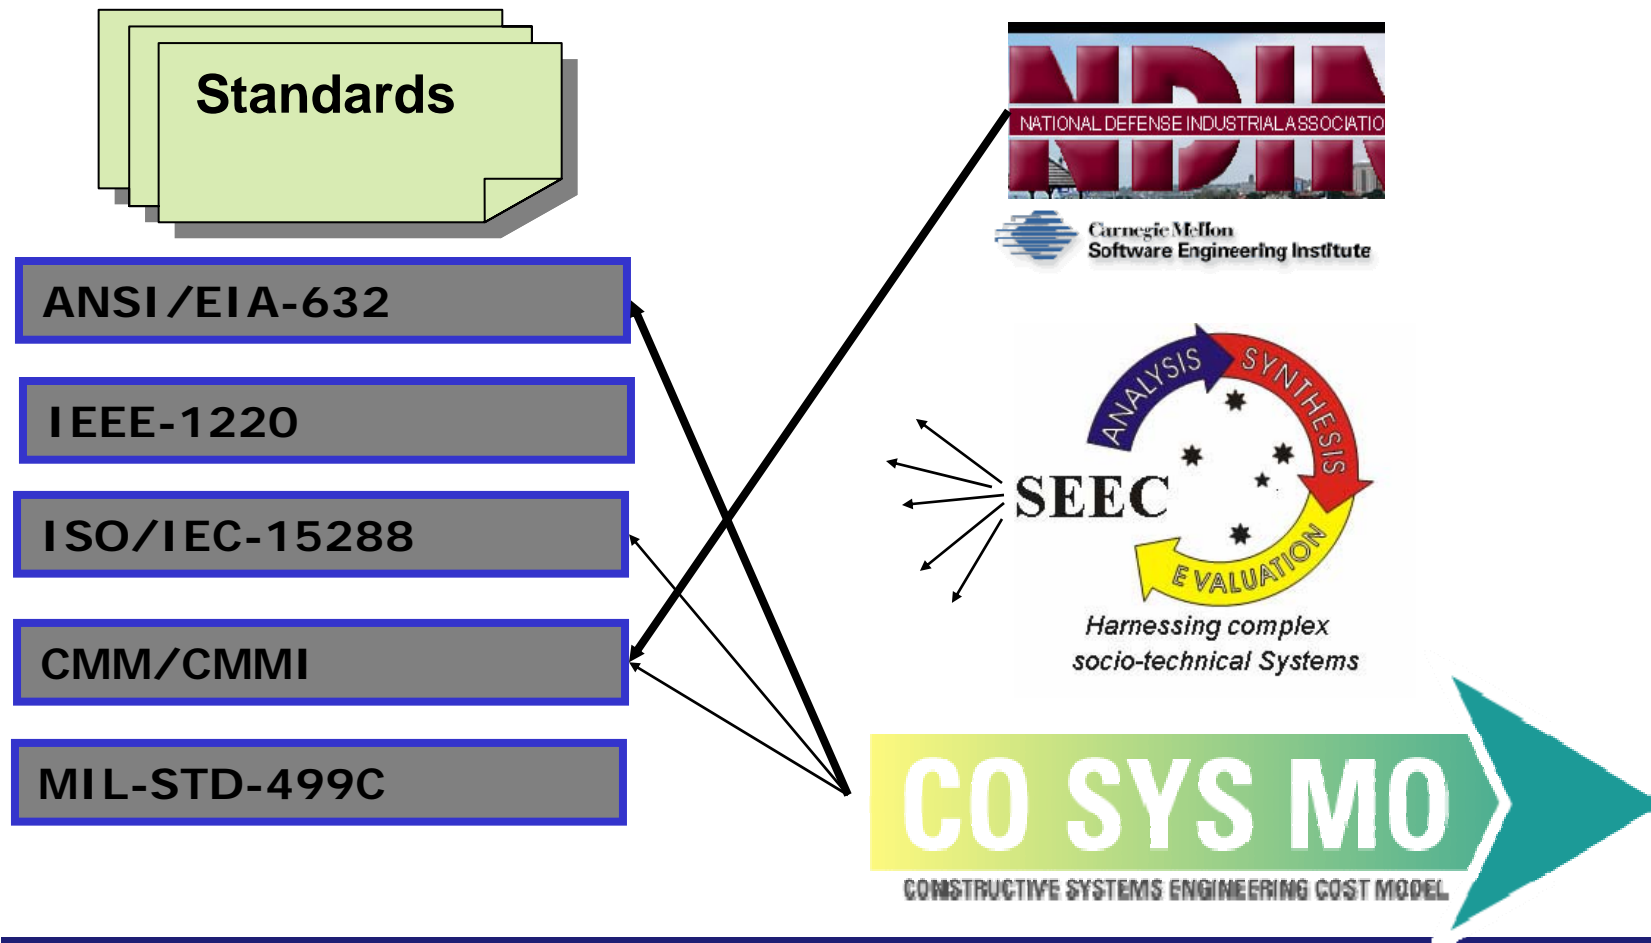 Standards
ANSI/EIA-632
IEEE-1220
ISO/IEC-15288
CMM/CMMI
MIL-STD-499C
NDIA
NATIONAL DEFENSE INDUSTRIAL ASSOCIATIO
Carnegie Mellon
Software Engineering Institute
ANALYSIS
SYNTHESIS
EVALUATION
SEEC
Harnessing complex
socio-technical Systems
CO SYS MO
CONSTRUCTIVE SYSTEMS ENGINEERING COST MODEL